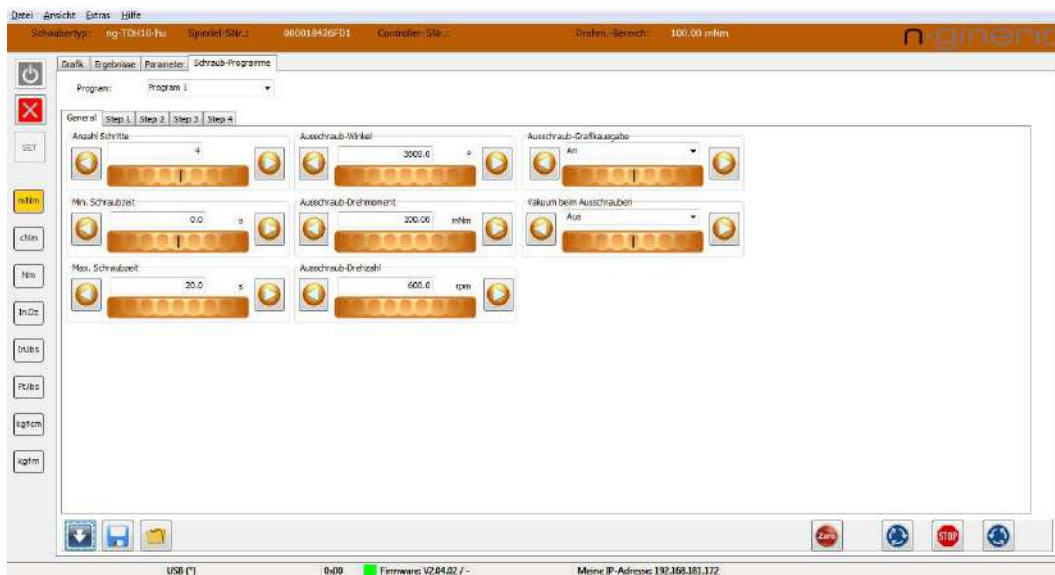 Datei Ansicht Extras Hilfe
Schraubertyp: ng-TDH10-hu Spindel-SNr.: 000018426FD1 Controller-SNr.: Drehm.-Bereich: 100.00 mNm
n-gineric
Grafik Ergebnisse Parameter Schraub-Programme
Program: Program 1
General Step 1 Step 2 Step 3 Step 4
Anzahl Schritte Ausschraub-Winkel Ausschraub-Grafikausgabe
4 3600.0 ° An
SET
Min. Schraubzeit Ausschraub-Drehmoment Vakuum beim Ausschrauben
0.0 s 100.00 mNm Aus
Max. Schraubzeit Ausschraub-Drehzahl
20.0 s 600.0 rpm
mNm
cNm
Nm
In.Oz
In.lbs
Ft.lbs
kgfcm
kgfm
Zero STOP
USB (*) 0x00 Firmware: V2.04.02 / - Meine IP-Adresse: 192.168.181.172